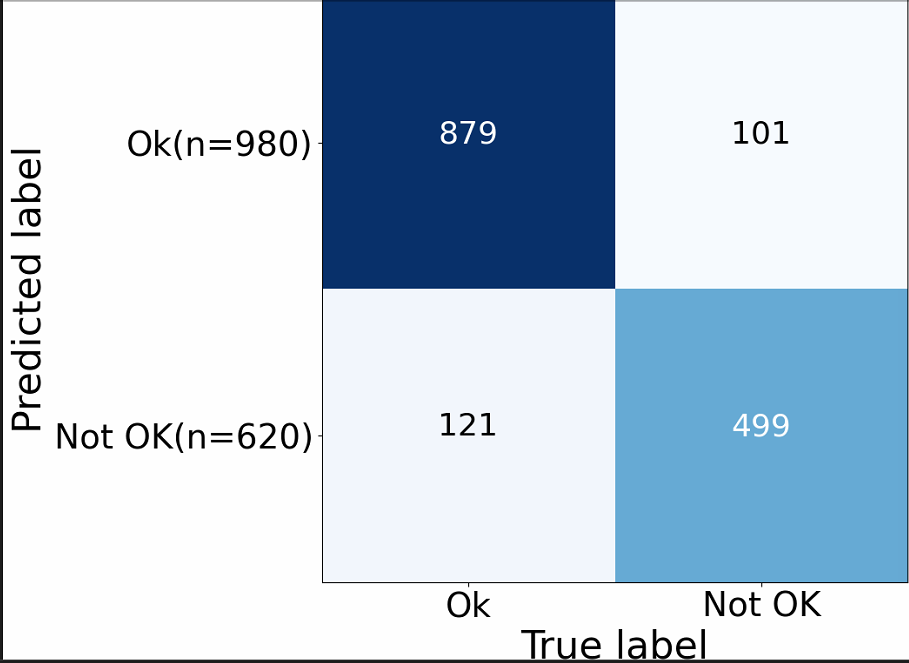 Predicted label
Ok(n=980)
879
101
Not OK(n=620)
121
499
Ok
Not OK
True label